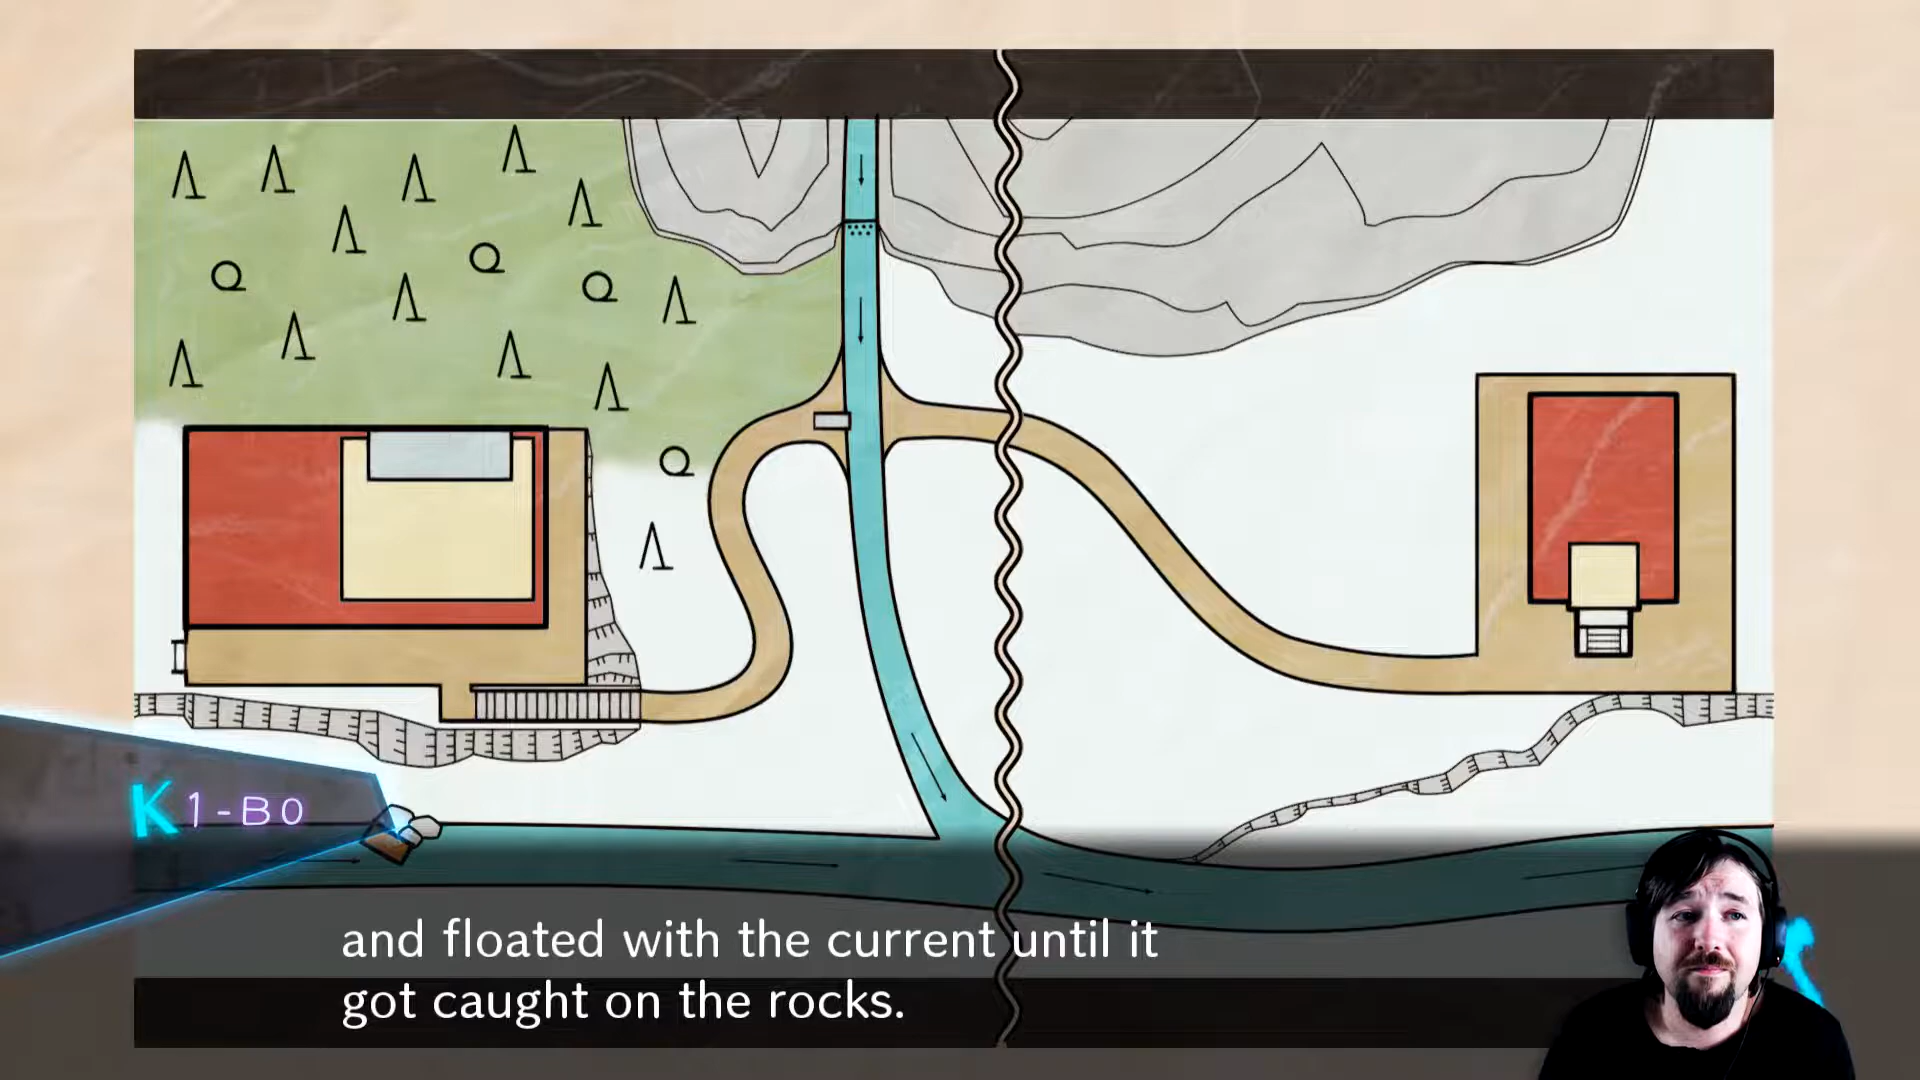 K1-B0
and floated with the current until it
got caught on the rocks.